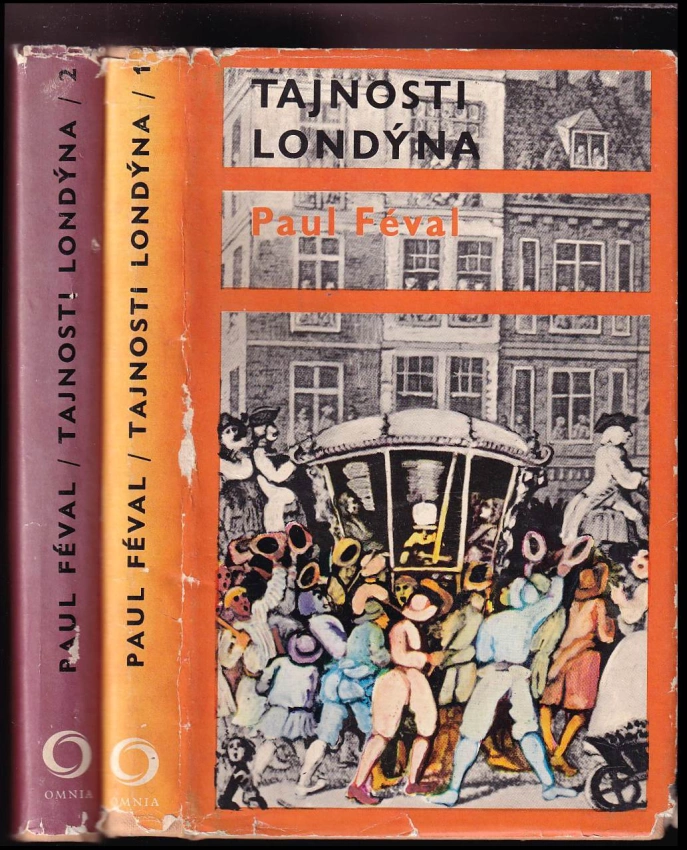 PAUL FÉVAL / TAJNOSTI LONDÝNA / 2
OMNIA
PAUL FÉVAL / TAJNOSTI LONDÝNA / 1
OMNIA
TAJNOSTI
LONDÝNA
Paul Féval